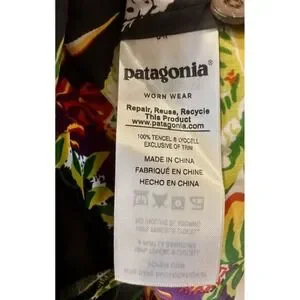 patagonia®
WORN WEAR
Repair, Reuse, Recycle
This Product
www.patagonia.com
100% TENCEL® LYOCELL
EXCLUSIVE OF TRIM
MADE IN CHINA
FABRIQUÉ EN CHINE
HECHO EN CHINA